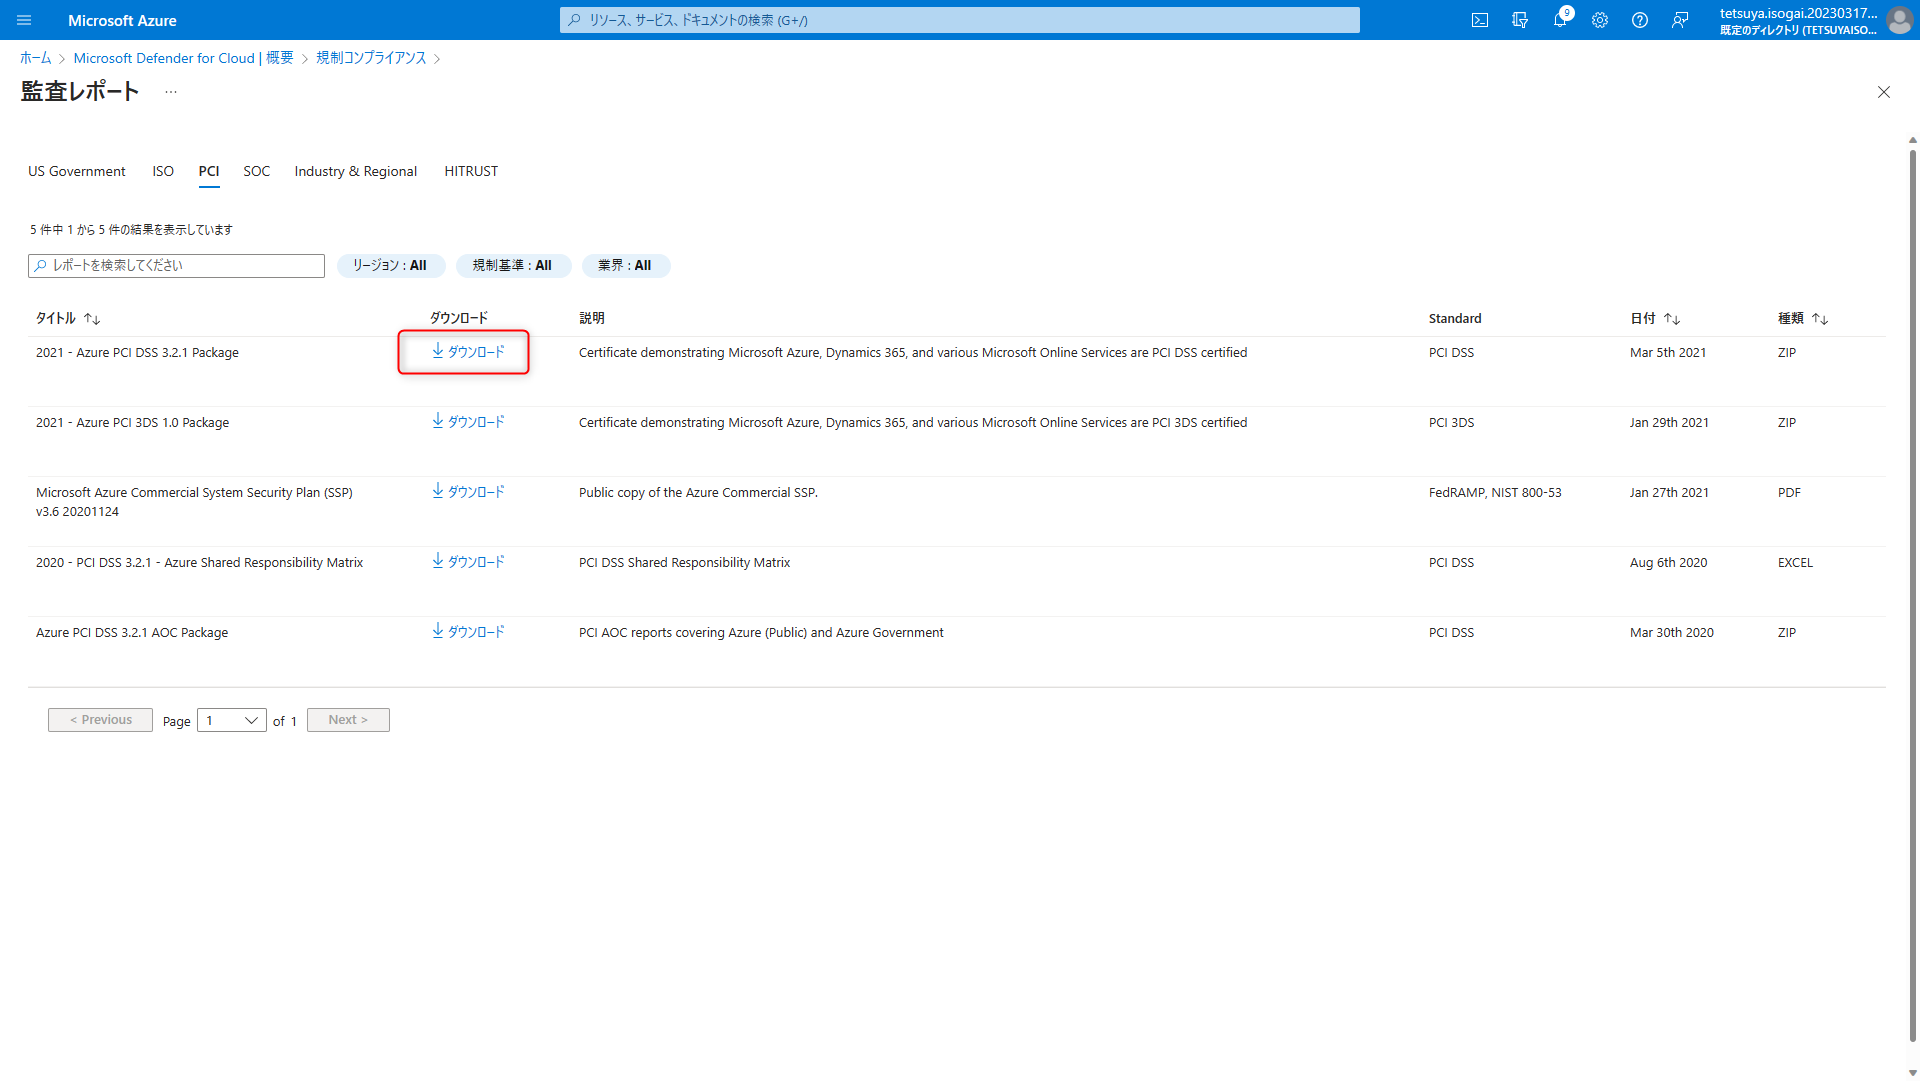 Microsoft Azure
リソース、サービス、ドキュメントの検索 (G+/)
9
tetsuya.isogai.20230317...
既定のディレクトリ (TETSUYAISO...
ホーム > Microsoft Defender for Cloud | 概要 > 規制コンプライアンス >
監査レポート ...
US Government ISO PCI SOC Industry & Regional HITRUST
5 件中 1 から 5 件の結果を表示しています
レポートを検索してください リージョン : All 規制基準 : All 業界 : All
タイトル ↑↓ ダウンロード 説明 Standard 日付 ↑↓ 種類 ↑↓
2021 - Azure PCI DSS 3.2.1 Package ダウンロード Certificate demonstrating Microsoft Azure, Dynamics 365, and various Microsoft Online Services are PCI DSS certified PCI DSS Mar 5th 2021 ZIP
2021 - Azure PCI 3DS 1.0 Package ダウンロード Certificate demonstrating Microsoft Azure, Dynamics 365, and various Microsoft Online Services are PCI 3DS certified PCI 3DS Jan 29th 2021 ZIP
Microsoft Azure Commercial System Security Plan (SSP) ダウンロード Public copy of the Azure Commercial SSP. FedRAMP, NIST 800-53 Jan 27th 2021 PDF
v3.6 20201124
2020 - PCI DSS 3.2.1 - Azure Shared Responsibility Matrix ダウンロード PCI DSS Shared Responsibility Matrix PCI DSS Aug 6th 2020 EXCEL
Azure PCI DSS 3.2.1 AOC Package ダウンロード PCI AOC reports covering Azure (Public) and Azure Government PCI DSS Mar 30th 2020 ZIP
< Previous Page 1 of 1 Next >